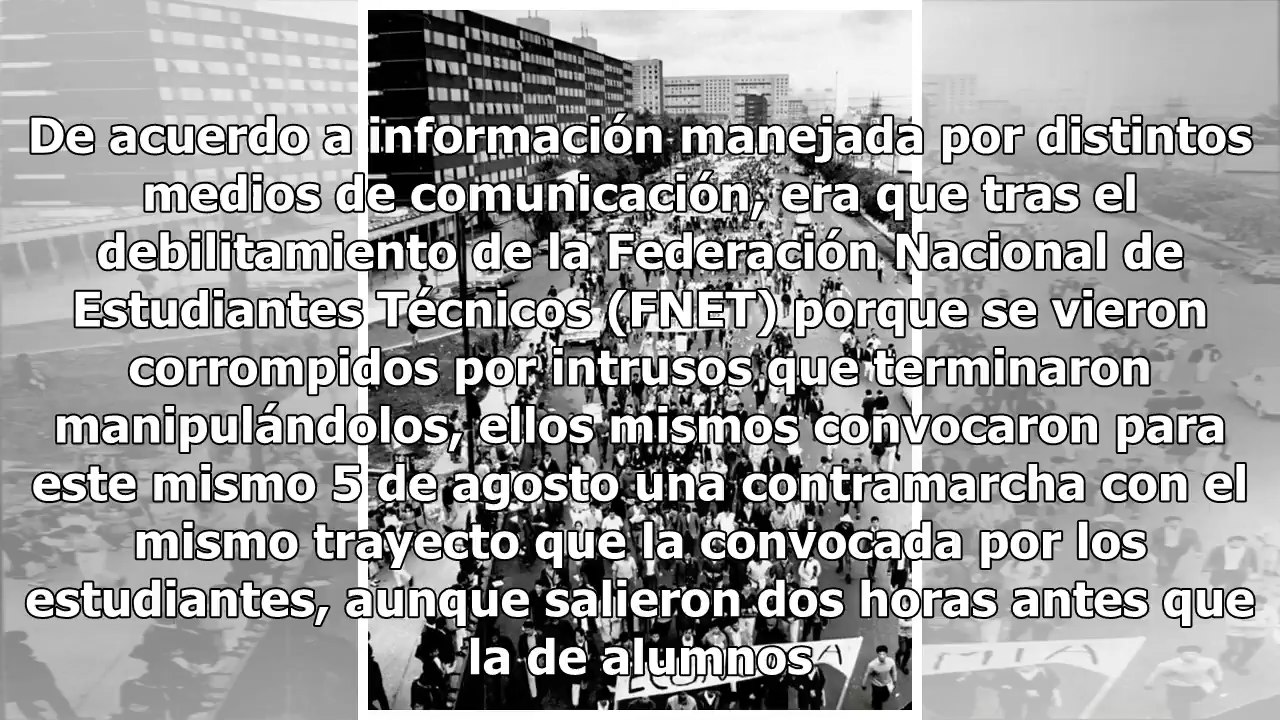 De acuerdo a información manejada por distintos
medios de comunicación, era que tras el
debilitamiento de la Federación Nacional de
Estudiantes Técnicos (FNET) porque se vieron
corrompidos por intrusos que terminaron
manipulándolos, ellos mismos convocaron para
este mismo 5 de agosto una contramarcha con el
mismo trayecto que la convocada por los
estudiantes, aunque salieron dos horas antes que
la de alumnos